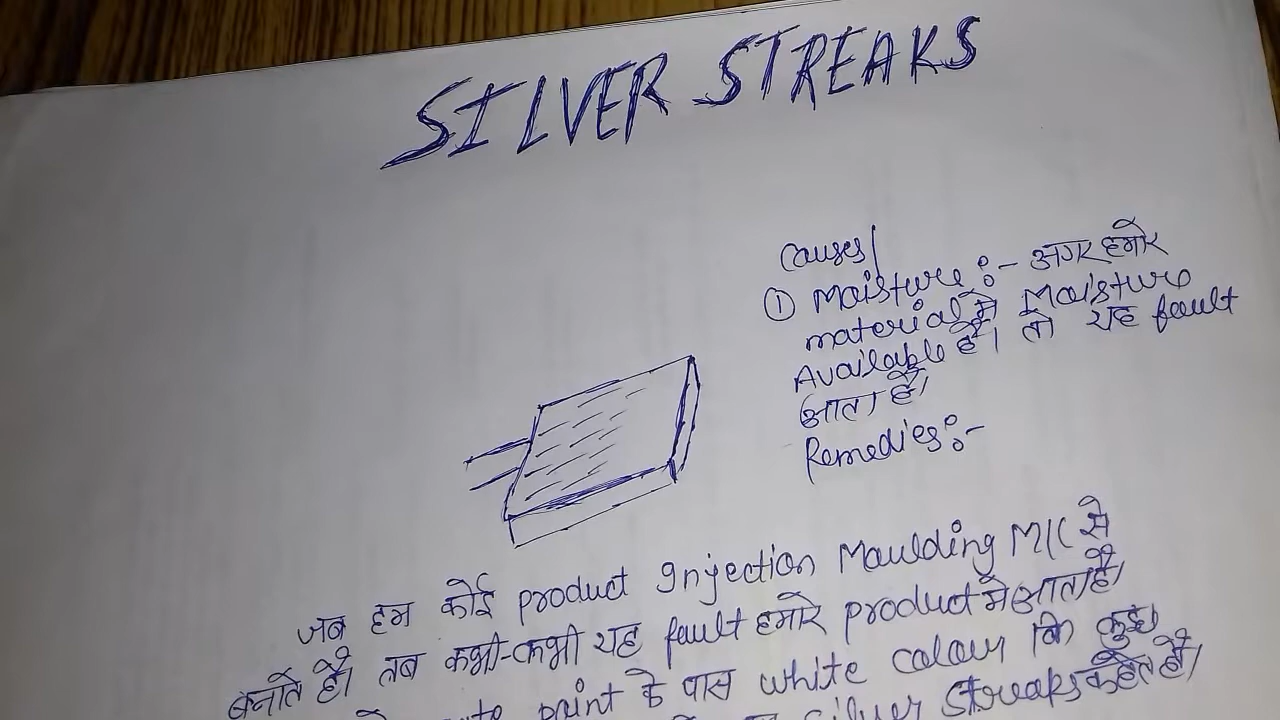 SILVER STREAKS
Causes/
① Moisture :- अगर हमारे
material में Moisture
Available है। तो यह fault
आता है।
Remedies:-
जब हम कोई product Injection Moulding M/C से
बनाते है। तब कभी-कभी यह fault हमारे product में आता है।
point के पास white colour कि कुछ
silver streaks कहते है।